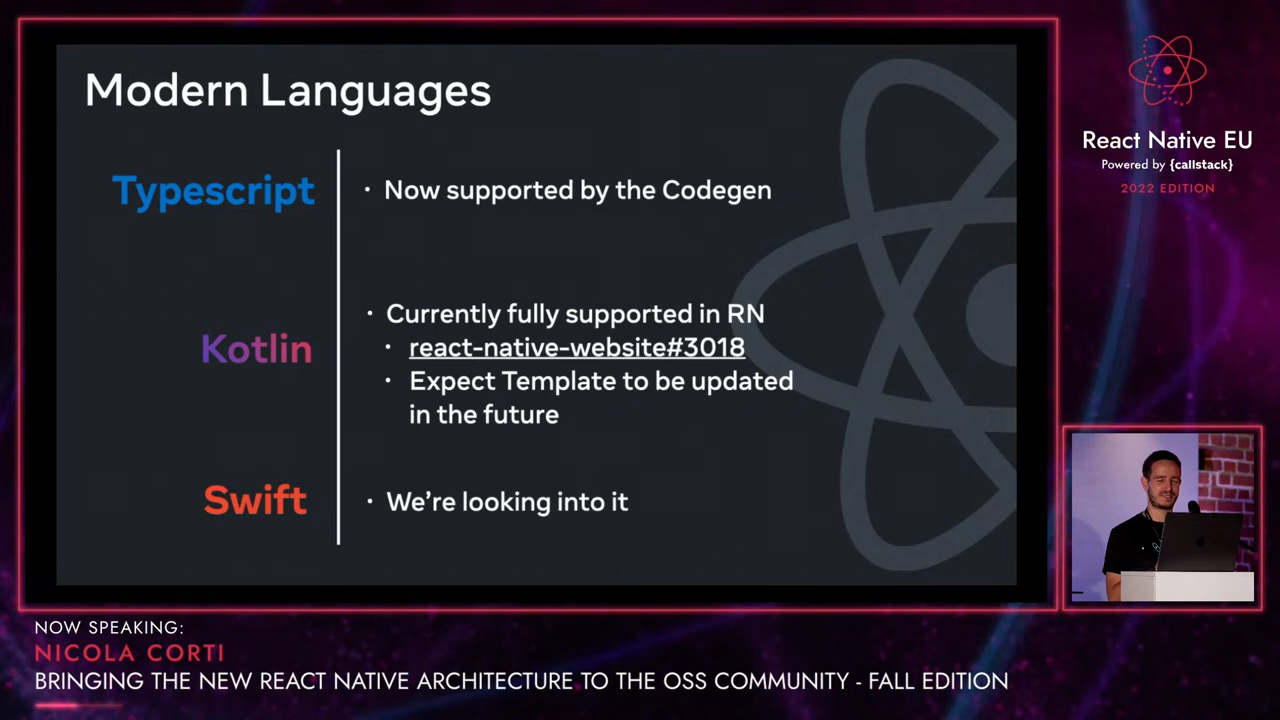 Modern Languages
Typescript
• Now supported by the Codegen
Kotlin
• Currently fully supported in RN
• react-native-website#3018
• Expect Template to be updated
in the future
Swift
• We're looking into it
React Native EU
Powered by {callstack}
2022 EDITION
NOW SPEAKING:
NICOLA CORTI
BRINGING THE NEW REACT NATIVE ARCHITECTURE TO THE OSS COMMUNITY - FALL EDITION